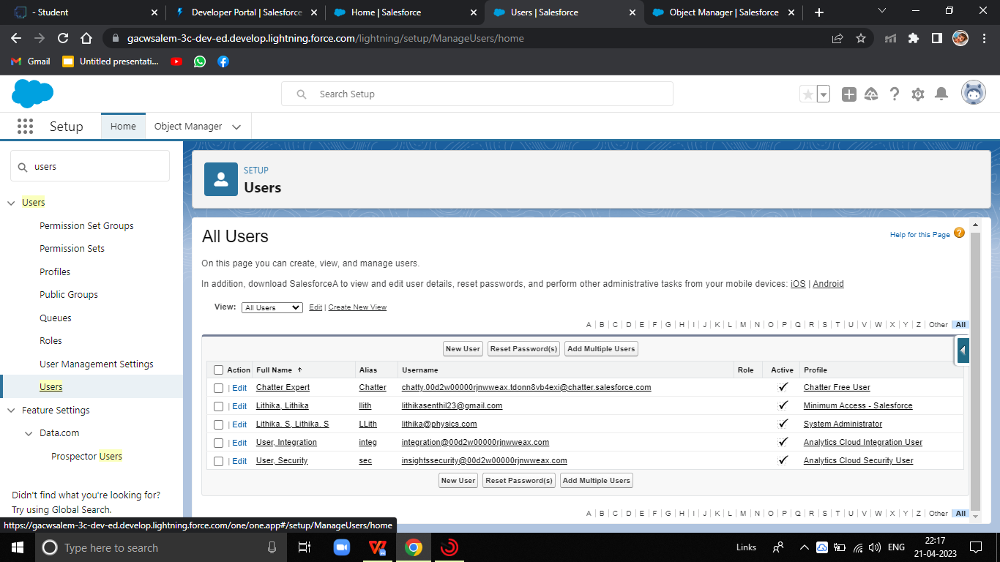 - Student
Developer Portal | Salesforce
Home | Salesforce
Users | Salesforce
Object Manager | Salesforce
gacwsalem-3c-dev-ed.develop.lightning.force.com/lightning/setup/ManageUsers/home
Gmail
Untitled presentati...
Search Setup
Setup
Home
Object Manager
users
Users
Permission Set Groups
Permission Sets
Profiles
Public Groups
Queues
Roles
User Management Settings
Users
Feature Settings
Data.com
Prospector Users
Didn't find what you're looking for?
Try using Global Search.
SETUP
Users
All Users
Help for this Page
On this page you can create, view, and manage users.
In addition, download SalesforceA to view and edit user details, reset passwords, and perform other administrative tasks from your mobile devices: iOS | Android
View: All Users Edit | Create New View
A | B | C | D | E | F | G | H | I | J | K | L | M | N | O | P | Q | R | S | T | U | V | W | X | Y | Z | Other All
New User Reset Password(s) Add Multiple Users
Action Full Name ↑ Alias Username Role Active Profile
| Edit Chatter Expert Chatter chatty.00d2w00000rjnwweax.tdonn8vb4exi@chatter.salesforce.com ✓ Chatter Free User
| Edit Lithika, Lithika llith lithikasenthil23@gmail.com ✓ Minimum Access - Salesforce
| Edit Lithika. S, Lithika. S LLith lithika@physics.com ✓ System Administrator
| Edit User, Integration integ integration@00d2w00000rjnwweax.com ✓ Analytics Cloud Integration User
| Edit User, Security sec insightssecurity@00d2w00000rjnwweax.com ✓ Analytics Cloud Security User
New User Reset Password(s) Add Multiple Users
A | B | C | D | E | F | G | H | I | J | K | L | M | N | O | P | Q | R | S | T | U | V | W | X | Y | Z | Other All
https://gacwsalem-3c-dev-ed.develop.lightning.force.com/one/one.app#/setup/ManageUsers/home
Type here to search
Links
ENG
22:17
21-04-2023